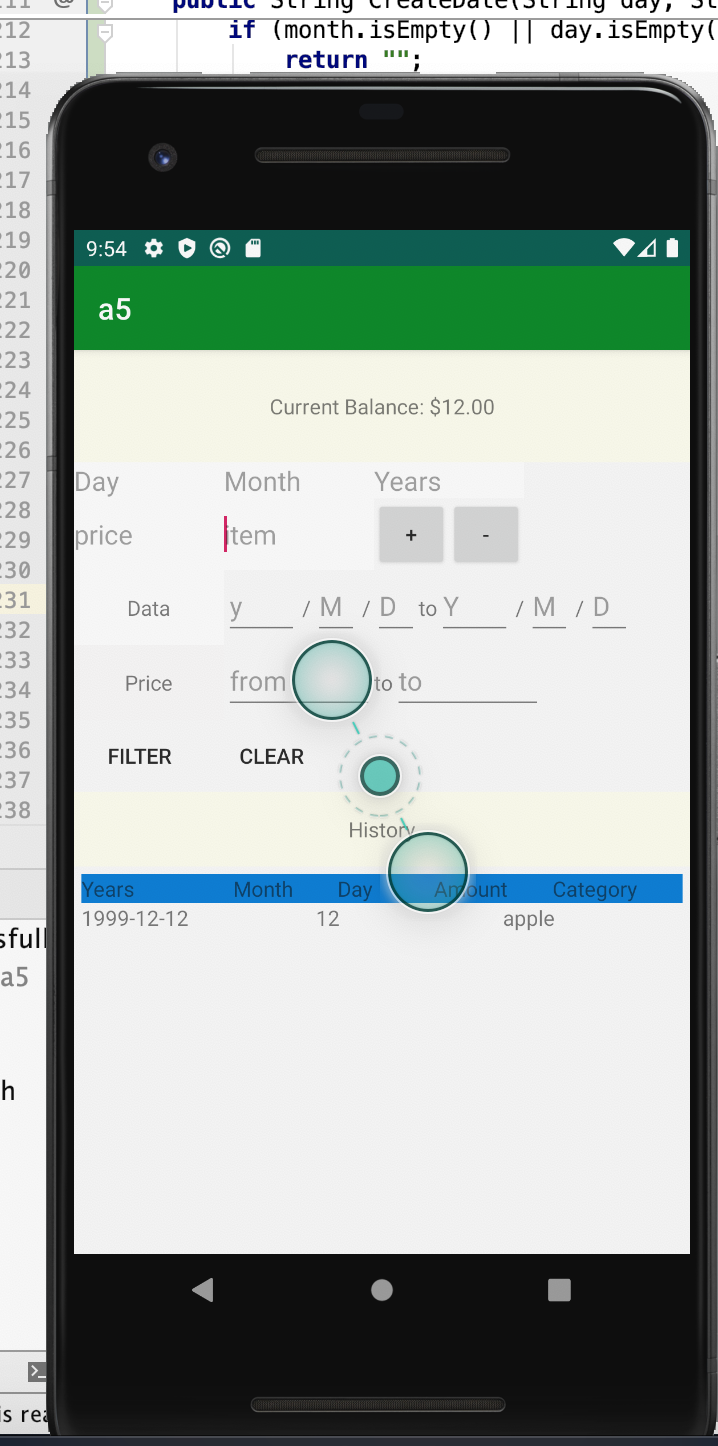 211 @ public String CreateDate(String day, St
212 if (month.isEmpty() || day.isEmpty(
213 return "";
214
215
216
217
218
219
220
221
222
223
224
225
226
227
228
229
230
231
232
233
234
235
236
237
238
9:54
a5
Current Balance: $12.00
Day Month Years
price item + -
Data y / M / D to Y / M / D
Price from to to
FILTER CLEAR
History
Years Month Day Amount Category
1999-12-12 12 apple
sfull
a5
h
is rea